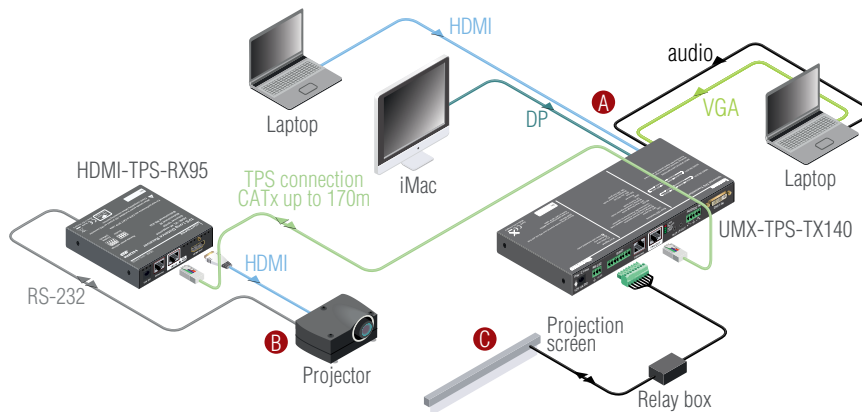 HDMI
audio
A
VGA
Laptop
DP
iMac
Laptop
HDMI-TPS-RX95
TPS connection
CATx up to 170m
UMX-TPS-TX140
HDMI
RS-232
B
Projector
C
Projection
screen
Relay box